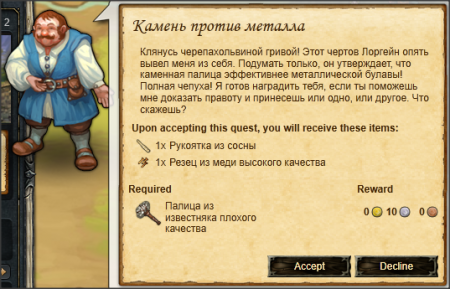 2
Камень против металла
Клянусь черепахольвиной гривой! Этот чертов Лоргейн опять
вывел меня из себя. Подумать только, он утверждает, что
каменная палица эффективнее металлической булавы!
Полная чепуха! Я готов наградить тебя, если ты поможешь
мне доказать правоту и принесешь или одно, или другое. Что
скажешь?
Upon accepting this quest, you will receive these items:
1x Рукоятка из сосны
1x Резец из меди высокого качества
Required
Reward
Палица из
известняка плохого
качества
0 10 0
Accept
Decline